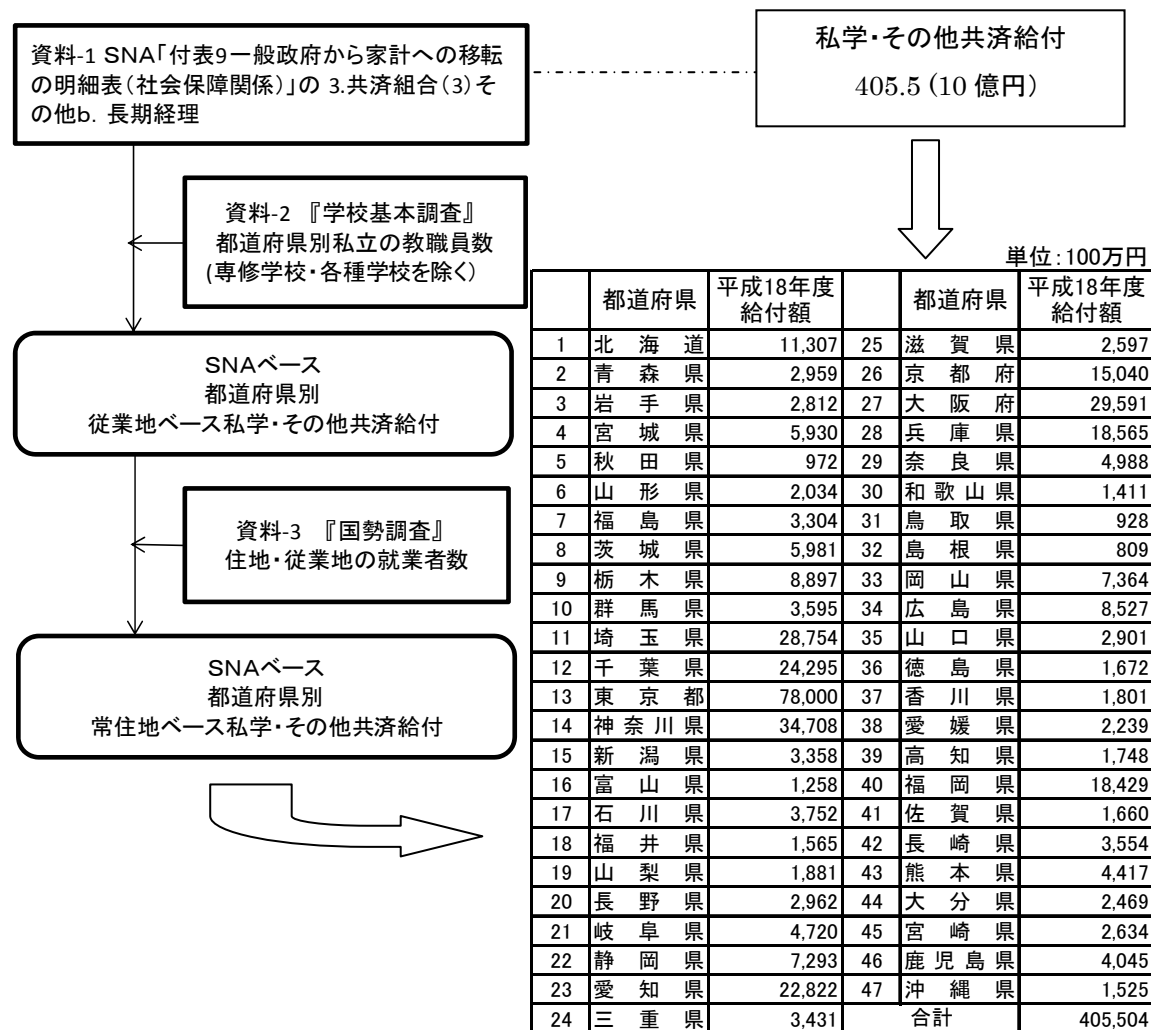 資料-1 SNA「付表9一般政府から家計への移転
の明細表(社会保障関係)」の 3.共済組合(3)そ
の他b. 長期経理
私学・その他共済給付
405.5 (10 億円)
資料-2 『学校基本調査』
都道府県別私立の教職員数
(専修学校・各種学校を除く)
SNAベース
都道府県別
従業地ベース私学・その他共済給付
資料-3 『国勢調査』
住地・従業地の就業者数
SNAベース
都道府県別
常住地ベース私学・その他共済給付
単位:100万円
都道府県 平成18年度給付額 都道府県 平成18年度給付額
1 北海道 11,307 25 滋賀県 2,597
2 青森県 2,959 26 京都府 15,040
3 岩手県 2,812 27 大阪府 29,591
4 宮城県 5,930 28 兵庫県 18,565
5 秋田県 972 29 奈良県 4,988
6 山形県 2,034 30 和歌山県 1,411
7 福島県 3,304 31 鳥取県 928
8 茨城県 5,981 32 島根県 809
9 栃木県 8,897 33 岡山県 7,364
10 群馬県 3,595 34 広島県 8,527
11 埼玉県 28,754 35 山口県 2,901
12 千葉県 24,295 36 徳島県 1,672
13 東京都 78,000 37 香川県 1,801
14 神奈川県 34,708 38 愛媛県 2,239
15 新潟県 3,358 39 高知県 1,748
16 富山県 1,258 40 福岡県 18,429
17 石川県 3,752 41 佐賀県 1,660
18 福井県 1,565 42 長崎県 3,554
19 山梨県 1,881 43 熊本県 4,417
20 長野県 2,962 44 大分県 2,469
21 岐阜県 4,720 45 宮崎県 2,634
22 静岡県 7,293 46 鹿児島県 4,045
23 愛知県 22,822 47 沖縄県 1,525
24 三重県 3,431 合計 405,504